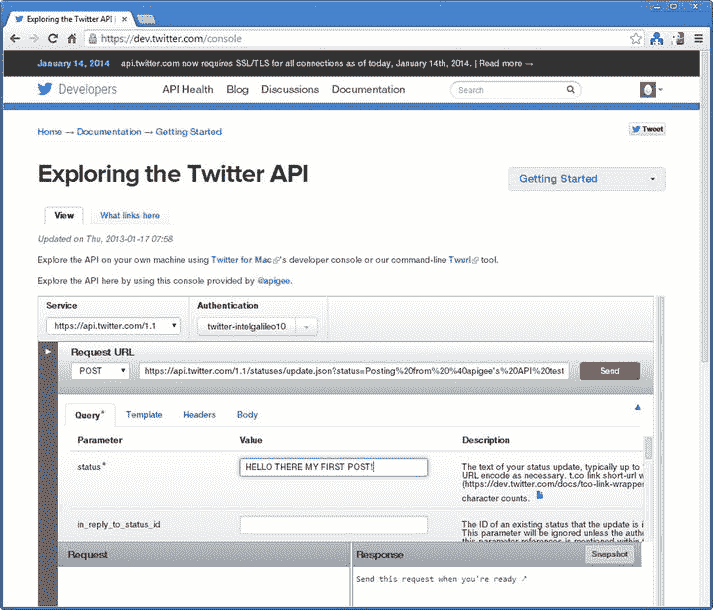 Exploring the Twitter API |
https://dev.twitter.com/console
January 14, 2014 api.twitter.com now requires SSL/TLS for all connections as of today, January 14th, 2014. | Read more →
Developers API Health Blog Discussions Documentation Search
Home → Documentation → Getting Started
Tweet
Exploring the Twitter API
Getting Started
View What links here
Updated on Thu, 2013-01-17 07:58
Explore the API on your own machine using Twitter for Mac's developer console or our command-line Twurl tool.
Explore the API here by using this console provided by @apigee.
Service Authentication
https://api.twitter.com/1.1 twitter-intelgalileo10
Request URL
POST https://api.twitter.com/1.1/statuses/update.json?status=Posting%20from%20%40apigee's%20API%20test Send
Query* Template Headers Body
Parameter Value Description
status* HELLO THERE MY FIRST POST! The text of your status update, typically up to
URL encode as necessary. t.co link short-url w
(https://dev.twitter.com/docs/tco-link-wrappe
character counts.
in_reply_to_status_id The ID of an existing status that the update is i
This parameter will be ignored unless the auth
this parameter references is mentioned within
Request Response Snapshot
Send this request when you're ready